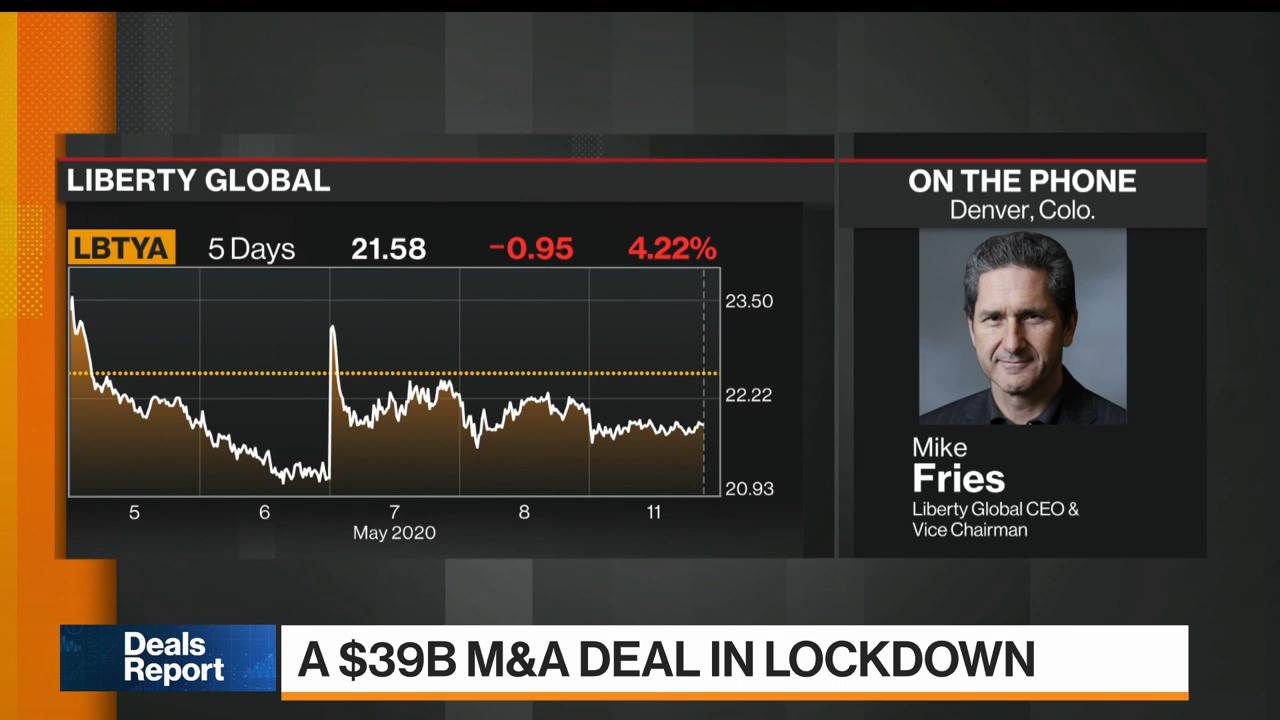 LIBERTY GLOBAL
LBTYA 5 Days 21.58 −0.95 4.22%
23.50
22.22
20.93
5 6 7 8 11
May 2020
ON THE PHONE
Denver, Colo.
Mike
Fries
Liberty Global CEO &
Vice Chairman
Deals
Report
A $39B M&A DEAL IN LOCKDOWN